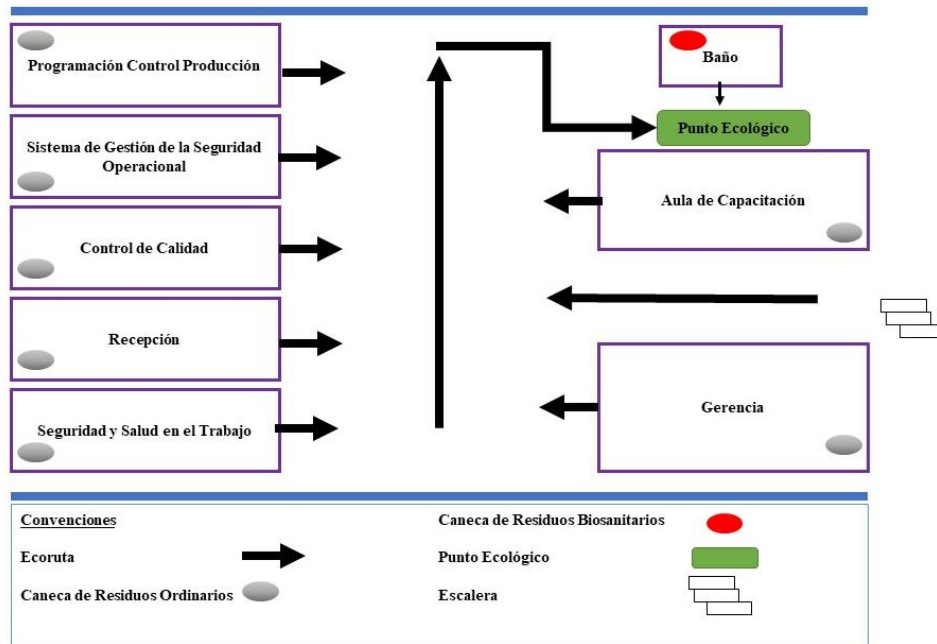 Programación Control Producción
Baño
Punto Ecológico
Sistema de Gestión de la Seguridad
Operacional
Aula de Capacitación
Control de Calidad
Recepción
Gerencia
Seguridad y Salud en el Trabajo
Convenciones
Ecoruta
Caneca de Residuos Ordinarios
Caneca de Residuos Biosanitarios
Punto Ecológico
Escalera